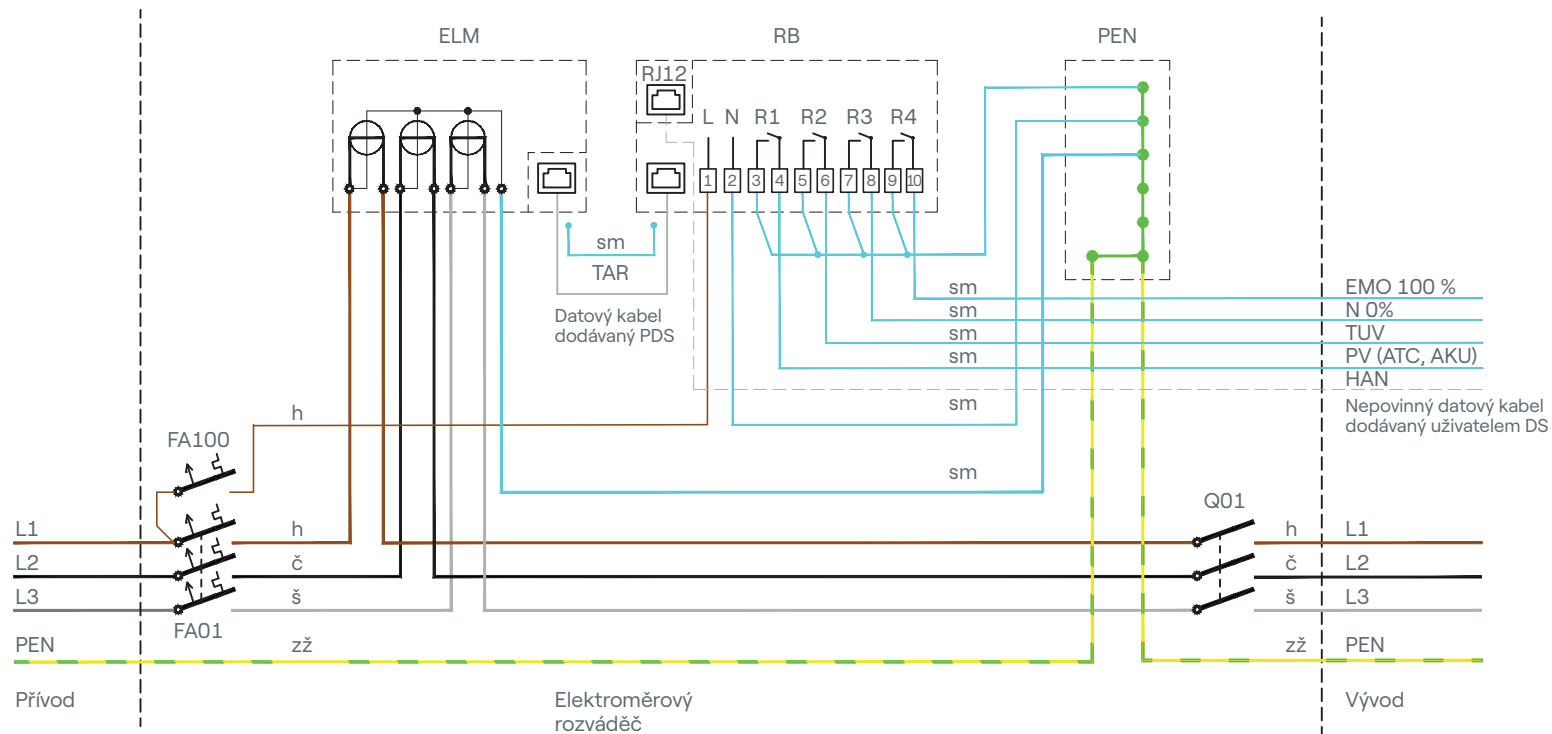 ELM
RB
PEN
RJ12
L N R1 R2 R3 R4
1 2 3 4 5 6 7 8 9 10
sm
TAR
Datový kabel
dodávaný PDS
sm
EMO 100 %
sm
N 0%
sm
TUV
sm
PV (ATC, AKU)
HAN
Nepovinný datový kabel
dodávaný uživatelem DS
sm
h
FA100
sm
Q01
L1
h
h
L1
L2
č
č
L2
L3
š
š
L3
FA01
PEN
zž
zž
PEN
Přívod
Elektroměrový
rozváděč
Vývod